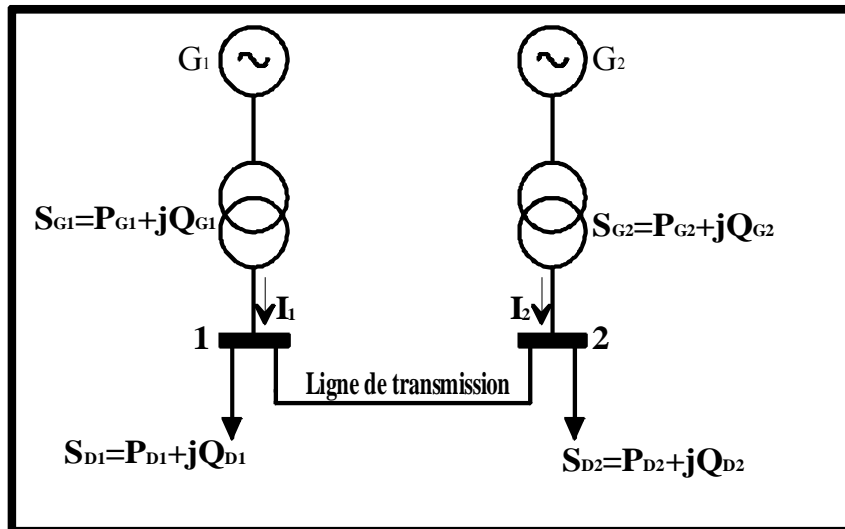 G1
G2
SG1=PG1+jQG1
SG2=PG2+jQG2
I1
I2
1
2
Ligne de transmission
SD1=PD1+jQD1
SD2=PD2+jQD2